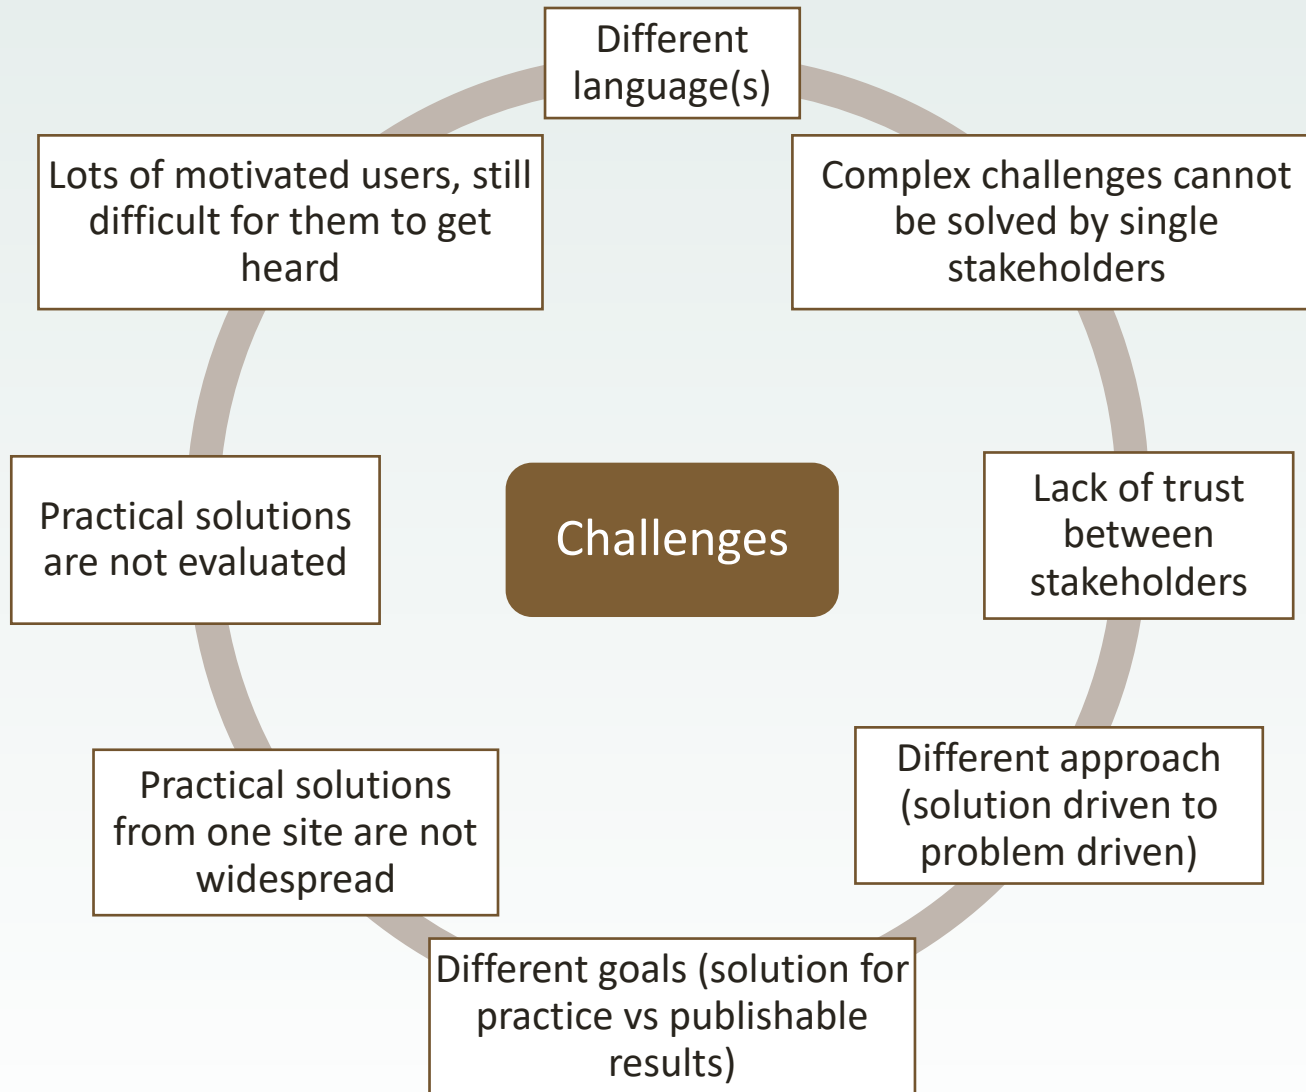 Different
language(s)
Complex challenges cannot
be solved by single
stakeholders
Lack of trust
between
stakeholders
Different approach
(solution driven to
problem driven)
Different goals (solution for
practice vs publishable
results)
Practical solutions
from one site are not
widespread
Practical solutions
are not evaluated
Lots of motivated users, still
difficult for them to get
heard
Challenges